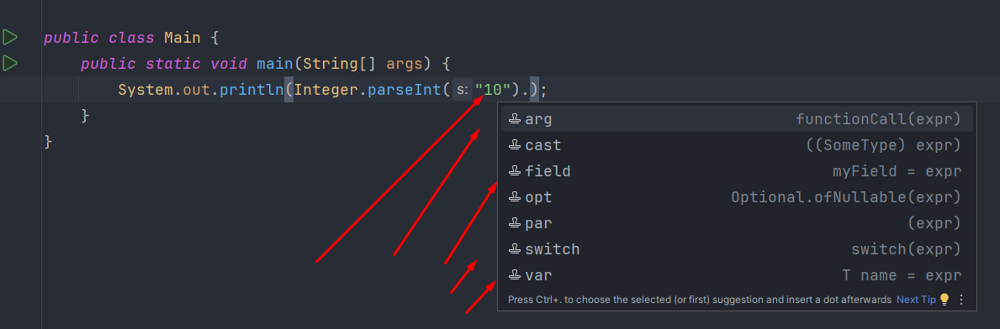 public class Main {
public static void main(String[] args) {
System.out.println(Integer.parseInt( s: "10").);
}
}
arg functionCall(expr)
cast ((SomeType) expr)
field myField = expr
opt Optional.ofNullable(expr)
par (expr)
switch switch(expr)
var T name = expr
Press Ctrl+. to choose the selected (or first) suggestion and insert a dot afterwards Next Tip